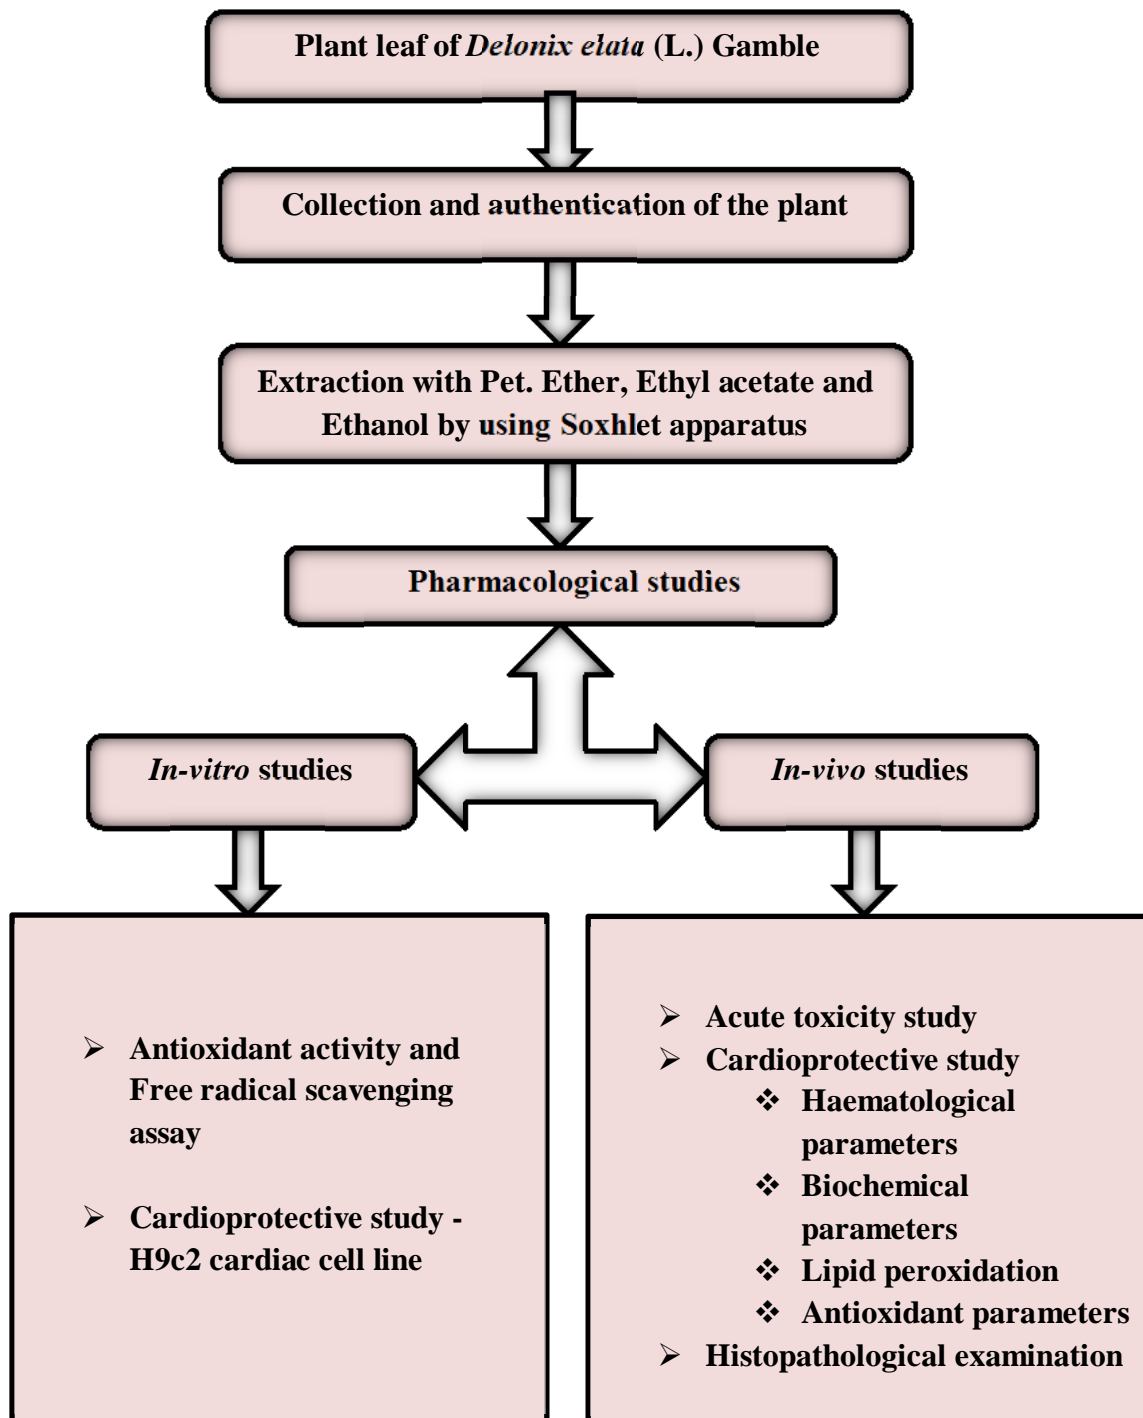 Plant leaf of Delonix elata (L.) Gamble
Collection and authentication of the plant
Extraction with Pet. Ether, Ethyl acetate and
Ethanol by using Soxhlet apparatus
Pharmacological studies
In-vitro studies
In-vivo studies
➢ Antioxidant activity and
Free radical scavenging
assay
➢ Cardioprotective study -
H9c2 cardiac cell line
➢ Acute toxicity study
➢ Cardioprotective study
❖ Haematological
parameters
❖ Biochemical
parameters
❖ Lipid peroxidation
❖ Antioxidant parameters
➢ Histopathological examination